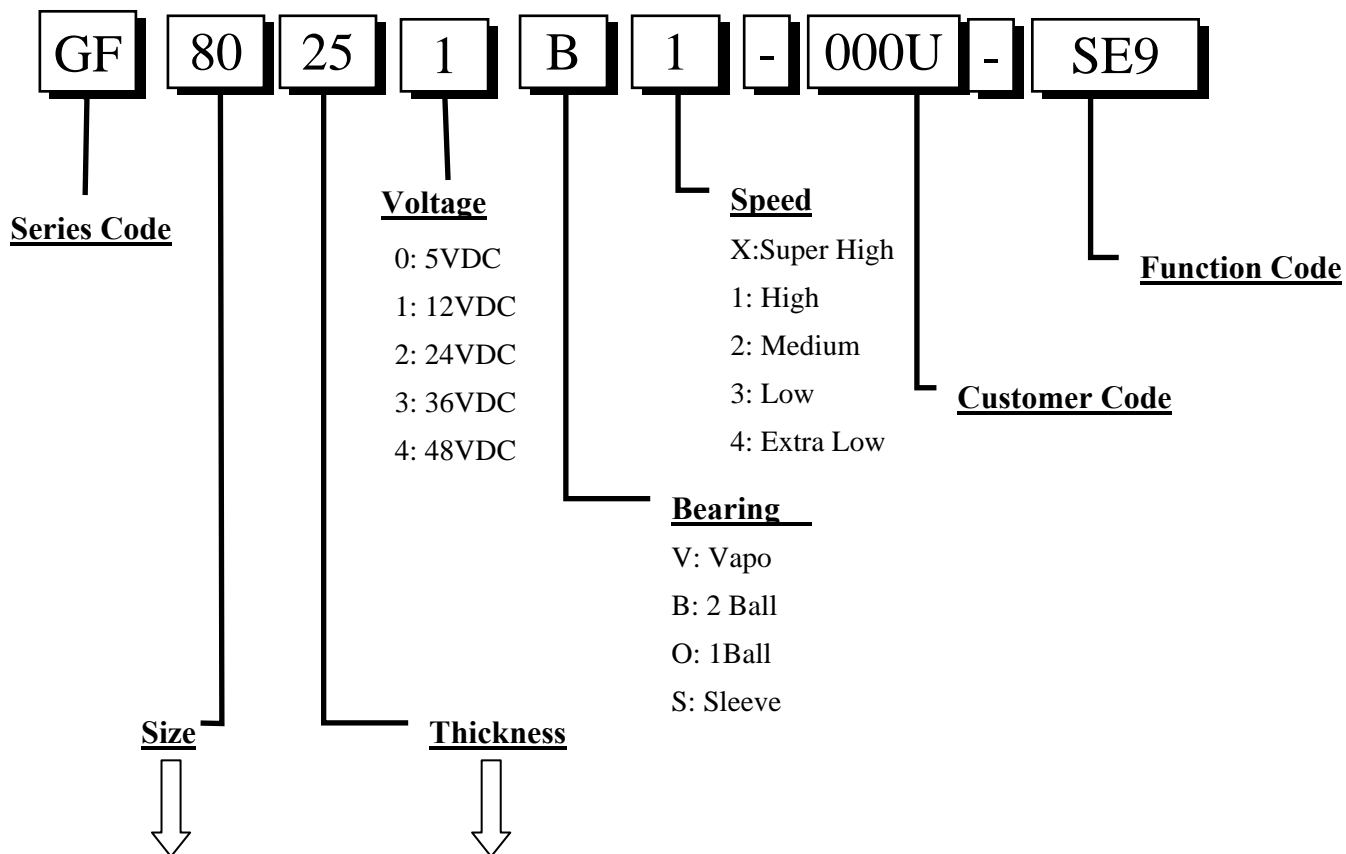 GF 80 25 1 B 1 - 000U - SE9
Series Code
Voltage
0: 5VDC
1: 12VDC
2: 24VDC
3: 36VDC
4: 48VDC
Speed
X:Super High
1: High
2: Medium
3: Low
4: Extra Low
Function Code
Customer Code
Bearing
V: Vapo
B: 2 Ball
O: 1Ball
S: Sleeve
Size
Thickness